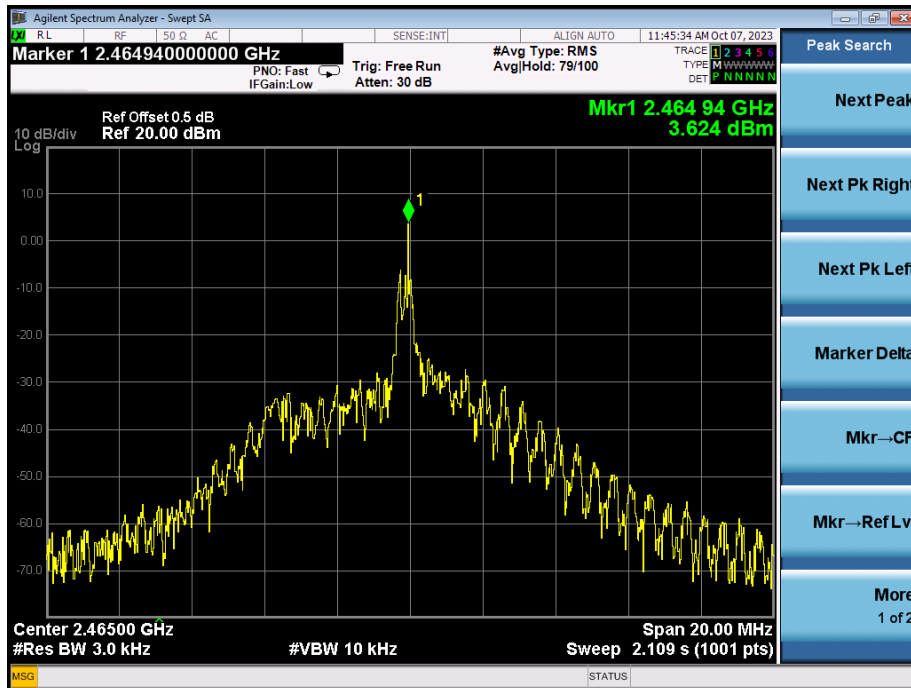 Agilent Spectrum Analyzer - Swept SA
LXI RL RF 50 Ω AC SENSE:INT ALIGN AUTO 11:45:34 AM Oct 07, 2023
Marker 1 2.464940000000 GHz
PNO: Fast
IFGain:Low
Trig: Free Run
Atten: 30 dB
#Avg Type: RMS
Avg|Hold: 79/100
TRACE 1 2 3 4 5 6
TYPE M W W W W W
DET P N N N N N
Peak Search
Ref Offset 0.5 dB
10 dB/div Ref 20.00 dBm
Log
Mkr1 2.464 94 GHz
3.624 dBm
1
10.0
0.00
-10.0
-20.0
-30.0
-40.0
-50.0
-60.0
-70.0
Next Peak
Next Pk Right
Next Pk Left
Marker Delta
Mkr→CF
Mkr→Ref Lv
More
1 of 2
Center 2.46500 GHz Span 20.00 MHz
#Res BW 3.0 kHz #VBW 10 kHz Sweep 2.109 s (1001 pts)
MSG STATUS